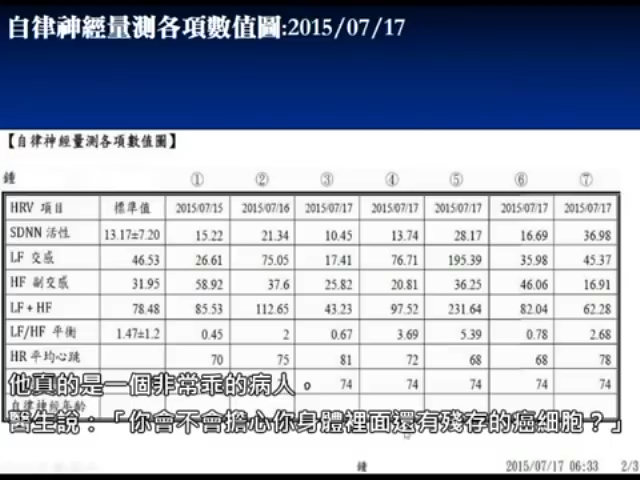 自律神經量測各項數值圖:2015/07/17
【自律神經量測各項數值圖】
鍾 ① ② ③ ④ ⑤ ⑥ ⑦
HRV 項目 標準值 2015/07/15 2015/07/16 2015/07/17 2015/07/17 2015/07/17 2015/07/17 2015/07/17
SDNN 活性 13.17±7.20 15.22 21.34 10.45 13.74 28.17 16.69 36.98
LF 交感 46.53 26.61 75.05 17.41 76.71 195.39 35.98 45.37
HF 副交感 31.95 58.92 37.6 25.82 20.81 36.25 46.06 16.91
LF+HF 78.48 85.53 112.65 43.23 97.52 231.64 82.04 62.28
LF/HF 平衡 1.47±1.2 0.45 2 0.67 3.69 5.39 0.78 2.68
HR 平均心跳 70 75 81 72 68 68 78
74 74 74 74 74
自律神經年齡
他真的是一個非常乖的病人。
醫生說：「你會不會擔心你身體裡面還有殘存的癌細胞？」
鍾 2015/07/17 06:33 2/3